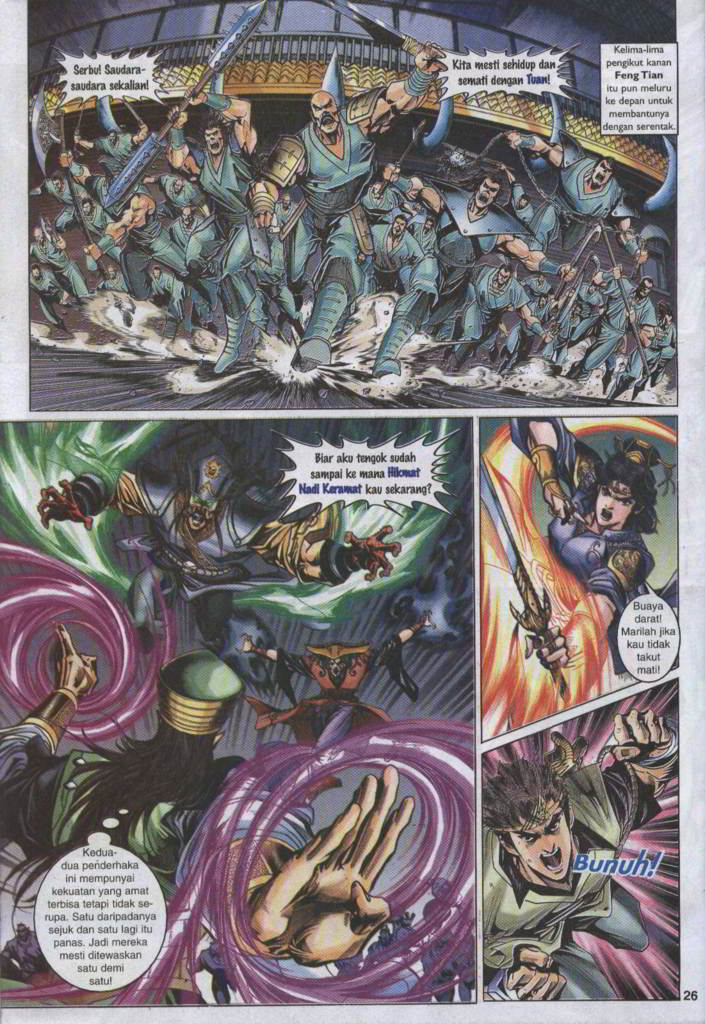 Serbu! Saudara-
saudara sekalian!
Kita mesti sehidup dan
semati dengan Tuan!
Kelima-lima
pengikut kanan
Feng Tian
itu pun meluru
ke depan untuk
membantunya
dengan serentak.
Biar aku tengok sudah
sampai ke mana Hikmat
Nadi Keramat kau sekarang?
Kedua-
dua penderhaka
ini mempunyai
kekuatan yang amat
terbisa tetapi tidak se-
rupa. Satu daripadanya
sejuk dan satu lagi itu
panas. Jadi mereka
mesti ditewaskan
satu demi
satu!
Buaya
darat!
Marilah jika
kau tidak
takut
mati!
Bunuh!
26